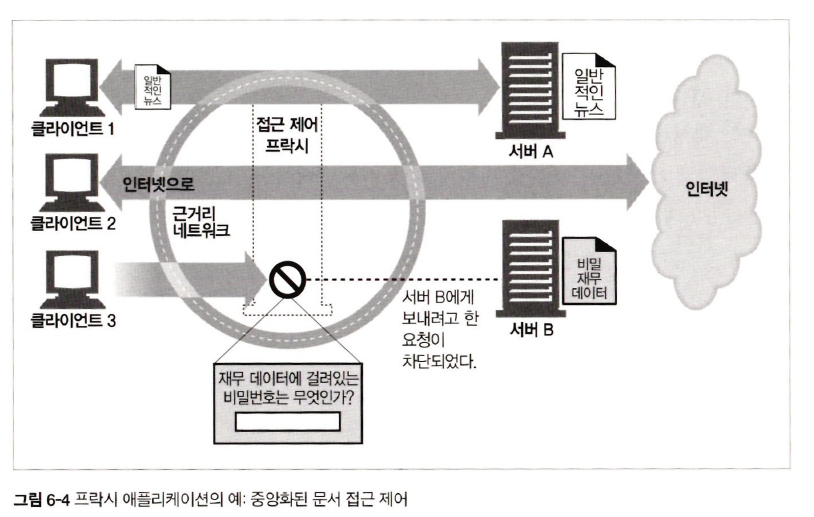 일반
적인
뉴스
클라이언트 1
접근 제어
프락시
서버 A
일반
적인
뉴스
인터넷으로
클라이언트 2
근거리
네트워크
인터넷
클라이언트 3
서버 B에게
보내려고 한
요청이
차단되었다.
비밀
재무
데이터
서버 B
재무 데이터에 걸려있는
비밀번호는 무엇인가?
그림 6-4 프락시 애플리케이션의 예: 중앙화된 문서 접근 제어